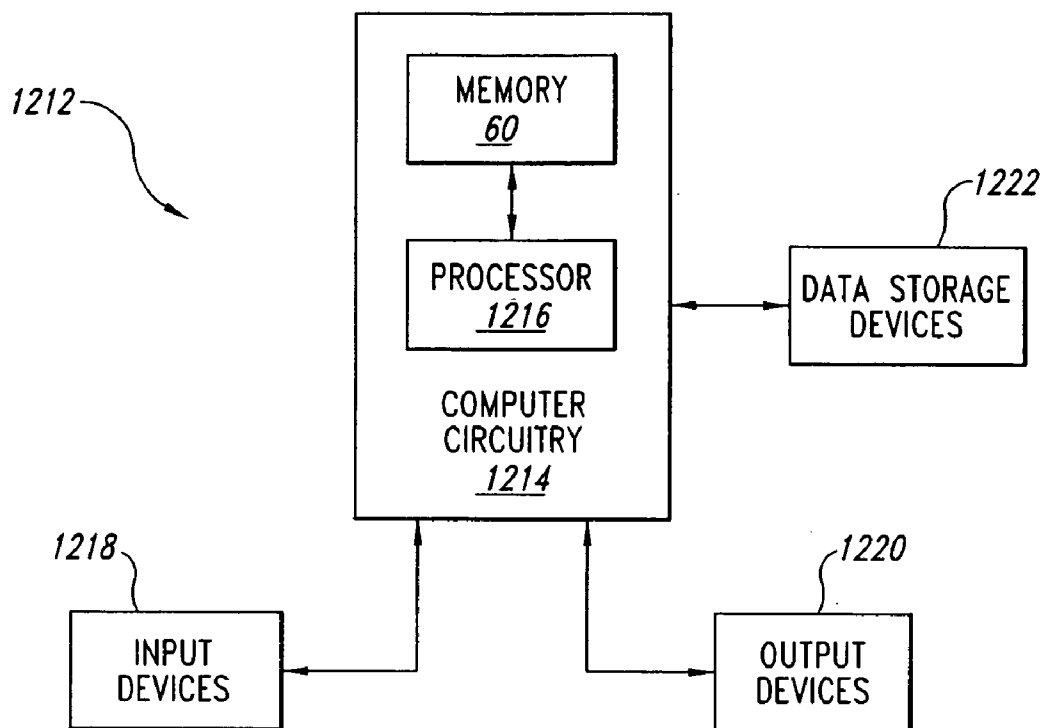 MEMORY
60
1212
1222
PROCESSOR
1216
DATA STORAGE
DEVICES
COMPUTER
CIRCUITRY
1214
1218
1220
INPUT
DEVICES
OUTPUT
DEVICES